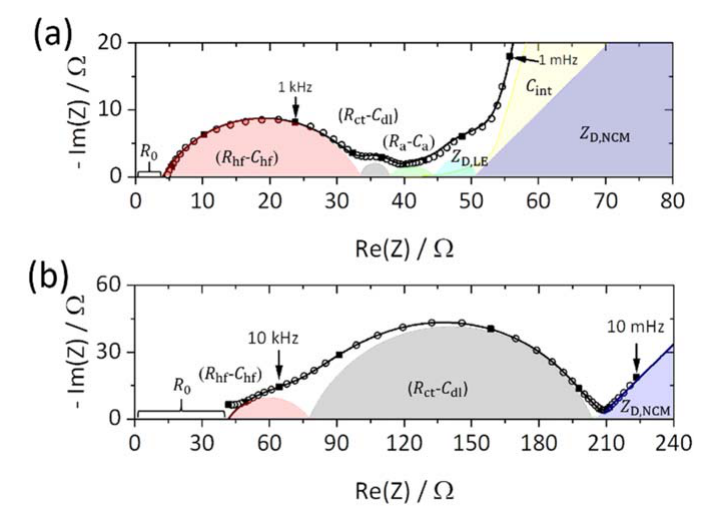 (a)
- Im(Z) / Ω
20
10
0
R₀
(Rhf-Chf)
1 kHz
(Rct-Cdl)
(Ra-Ca)
ZD,LE
Cint
1 mHz
ZD,NCM
0 10 20 30 40 50 60 70 80
Re(Z) / Ω
(b)
- Im(Z) / Ω
60
30
0
R₀
(Rhf-Chf)
10 kHz
(Rct-Cdl)
10 mHz
ZD,NCM
0 30 60 90 120 150 180 210 240
Re(Z) / Ω